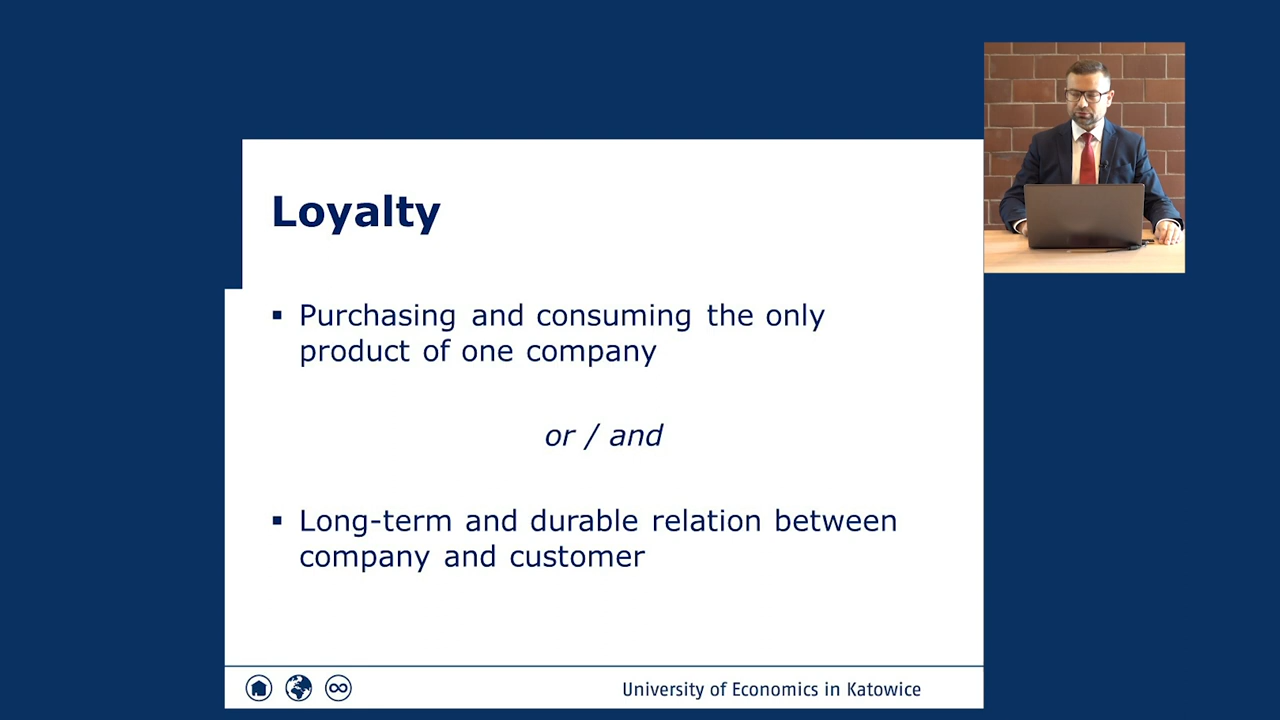 Loyalty
▪ Purchasing and consuming the only
product of one company
or / and
▪ Long-term and durable relation between
company and customer
University of Economics in Katowice